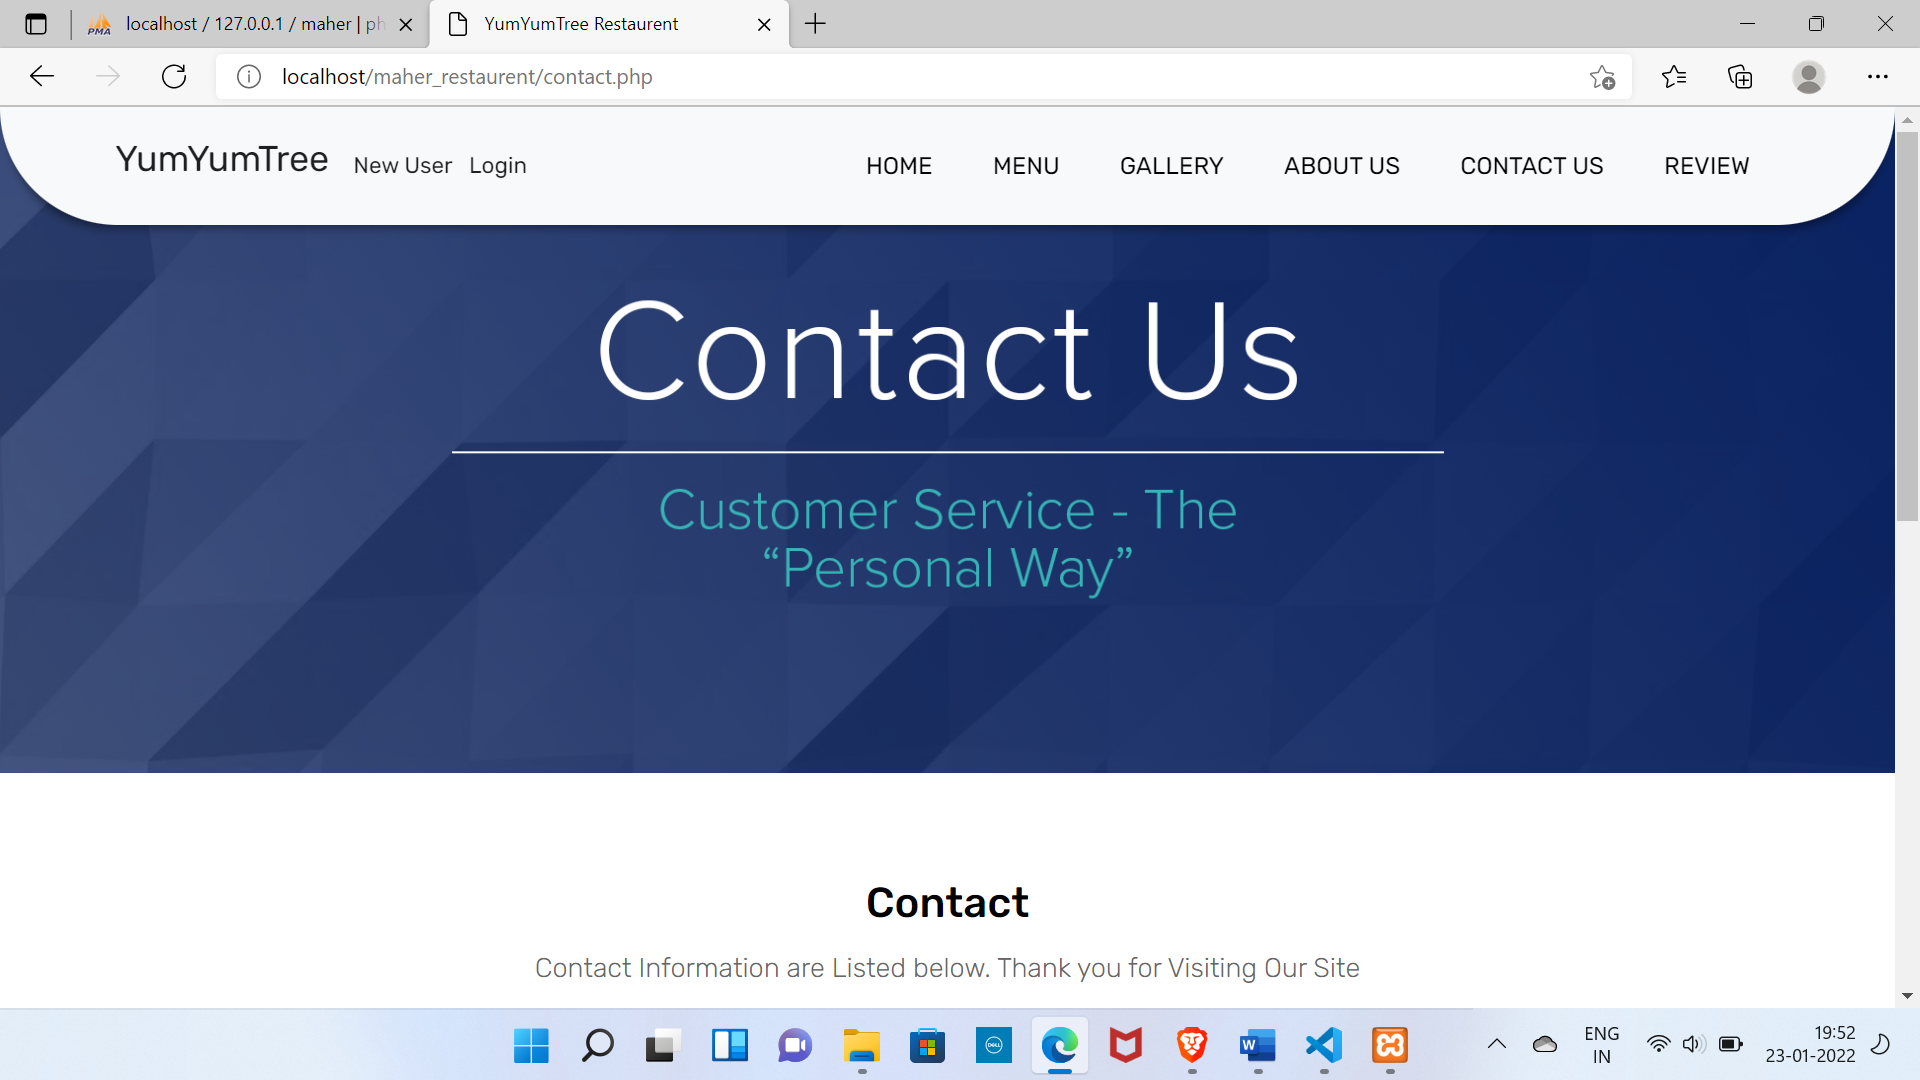 localhost / 127.0.0.1 / maher | ph
YumYumTree Restaurent
localhost/maher_restaurent/contact.php
YumYumTree New User Login HOME MENU GALLERY ABOUT US CONTACT US REVIEW
Contact Us
Customer Service - The
“Personal Way”
Contact
Contact Information are Listed below. Thank you for Visiting Our Site
ENG
IN
19:52
23-01-2022
PMA
DELL
W